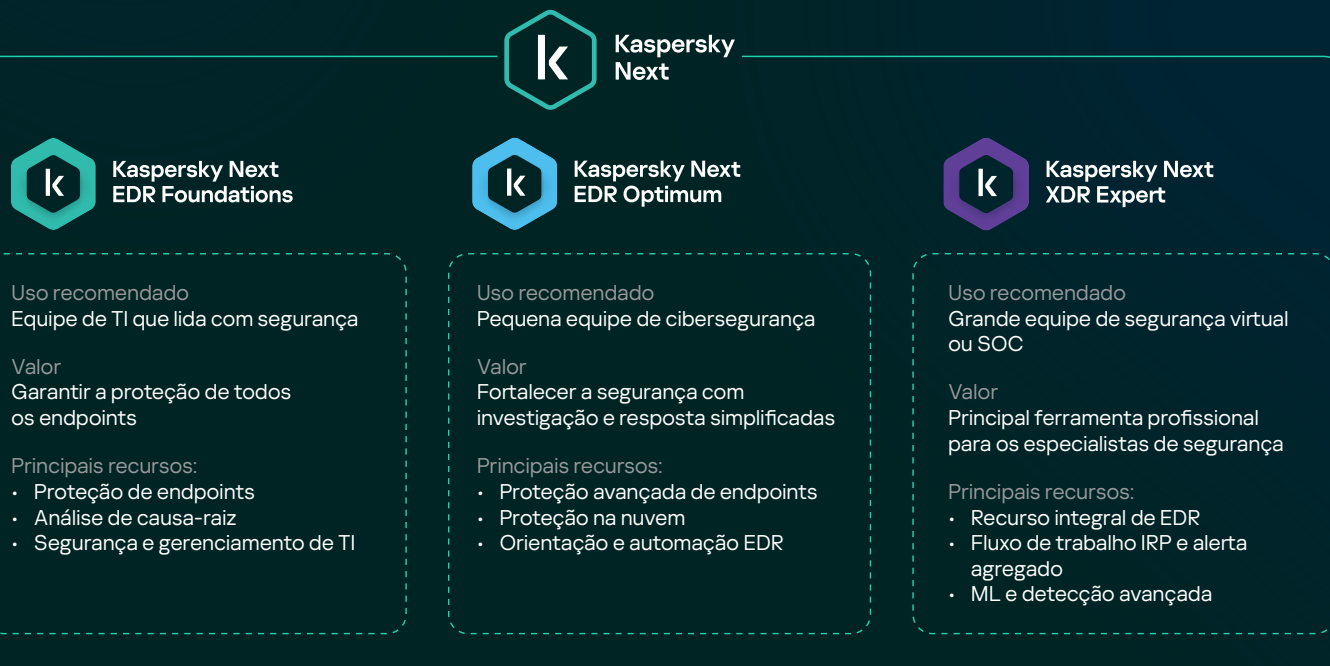 Kaspersky
Next
Kaspersky Next
EDR Foundations
Uso recomendado
Equipe de TI que lida com segurança
Valor
Garantir a proteção de todos
os endpoints
Principais recursos:
• Proteção de endpoints
• Análise de causa-raiz
• Segurança e gerenciamento de TI
Kaspersky Next
EDR Optimum
Uso recomendado
Pequena equipe de cibersegurança
Valor
Fortalecer a segurança com
investigação e resposta simplificadas
Principais recursos:
• Proteção avançada de endpoints
• Proteção na nuvem
• Orientação e automação EDR
Kaspersky Next
XDR Expert
Uso recomendado
Grande equipe de segurança virtual
ou SOC
Valor
Principal ferramenta profissional
para os especialistas de segurança
Principais recursos:
• Recurso integral de EDR
• Fluxo de trabalho IRP e alerta
agregado
• ML e detecção avançada